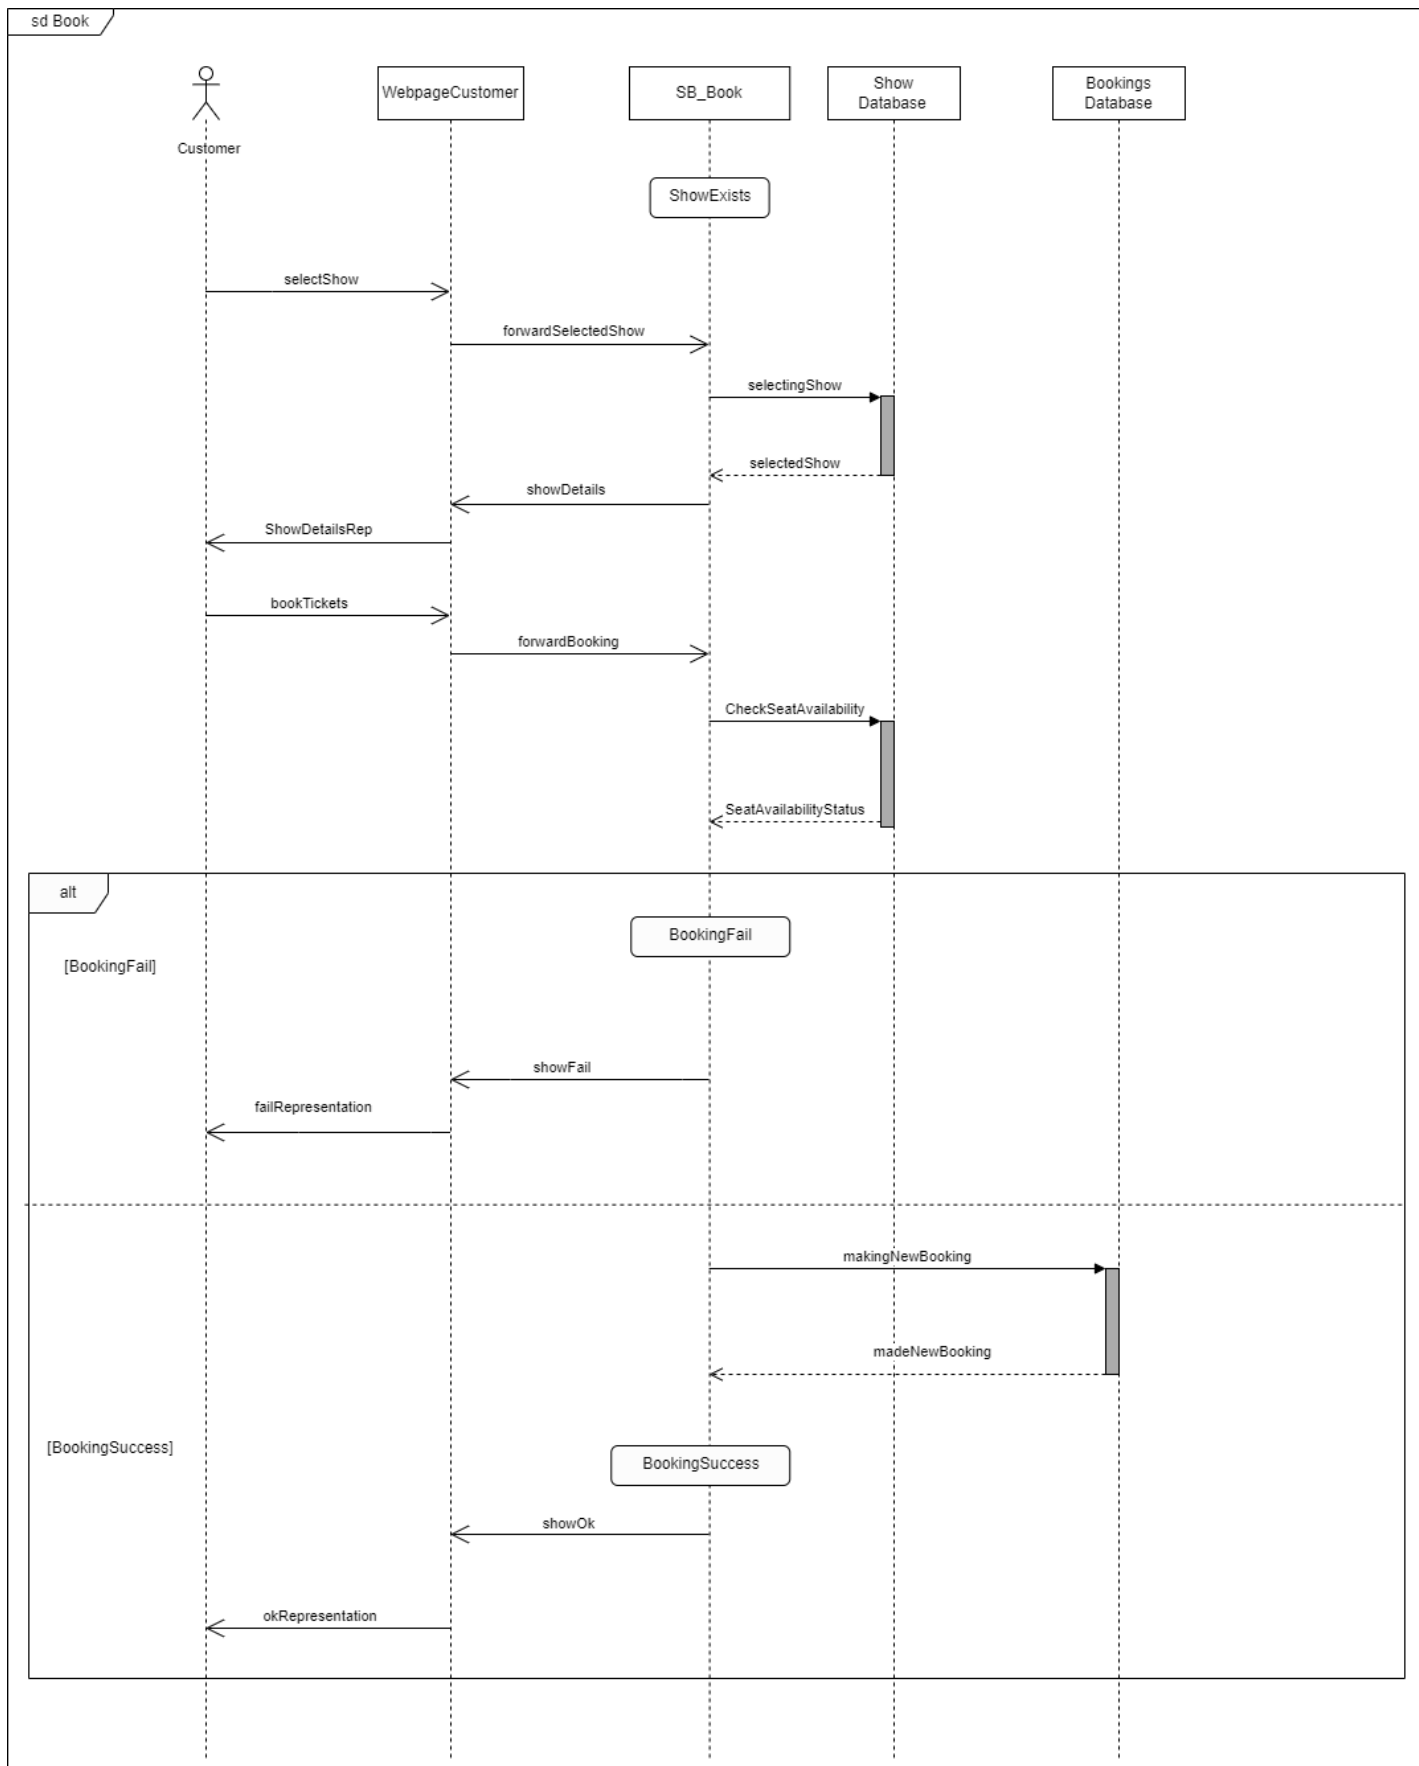 sd Book
Customer
WebpageCustomer
SB_Book
Show
Database
Bookings
Database
ShowExists
selectShow
forwardSelectedShow
selectingShow
selectedShow
showDetails
ShowDetailsRep
bookTickets
forwardBooking
CheckSeatAvailability
SeatAvailabilityStatus
alt
BookingFail
[BookingFail]
showFail
failRepresentation
makingNewBooking
madeNewBooking
[BookingSuccess]
BookingSuccess
showOk
okRepresentation